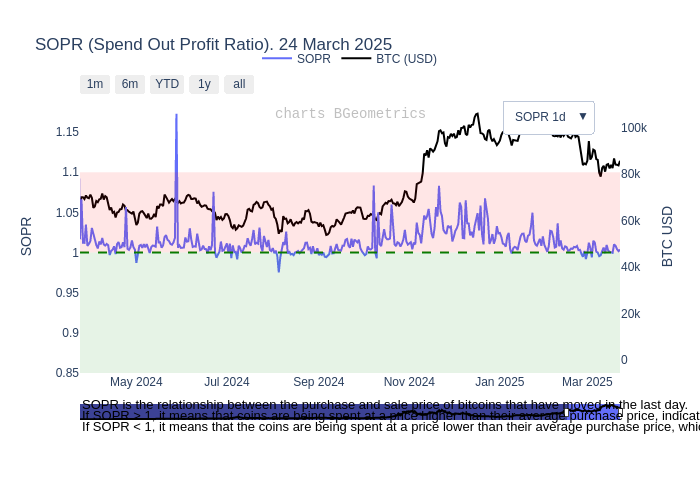 SOPR (Spend Out Profit Ratio). 24 March 2025
SOPR BTC (USD)
1m 6m YTD 1y all
charts BGeometrics
SOPR 1d ▼
1.15
1.1
1.05
1
0.95
0.9
0.85
SOPR
100k
80k
60k
40k
20k
0
BTC USD
May 2024 Jul 2024 Sep 2024 Nov 2024 Jan 2025 Mar 2025
SOPR is the relationship between the purchase and sale price of bitcoins that have moved in the last day.
If SOPR > 1, it means that coins are being spent at a price higher than their average purchase price, indicat
If SOPR < 1, it means that the coins are being spent at a price lower than their average purchase price, whic